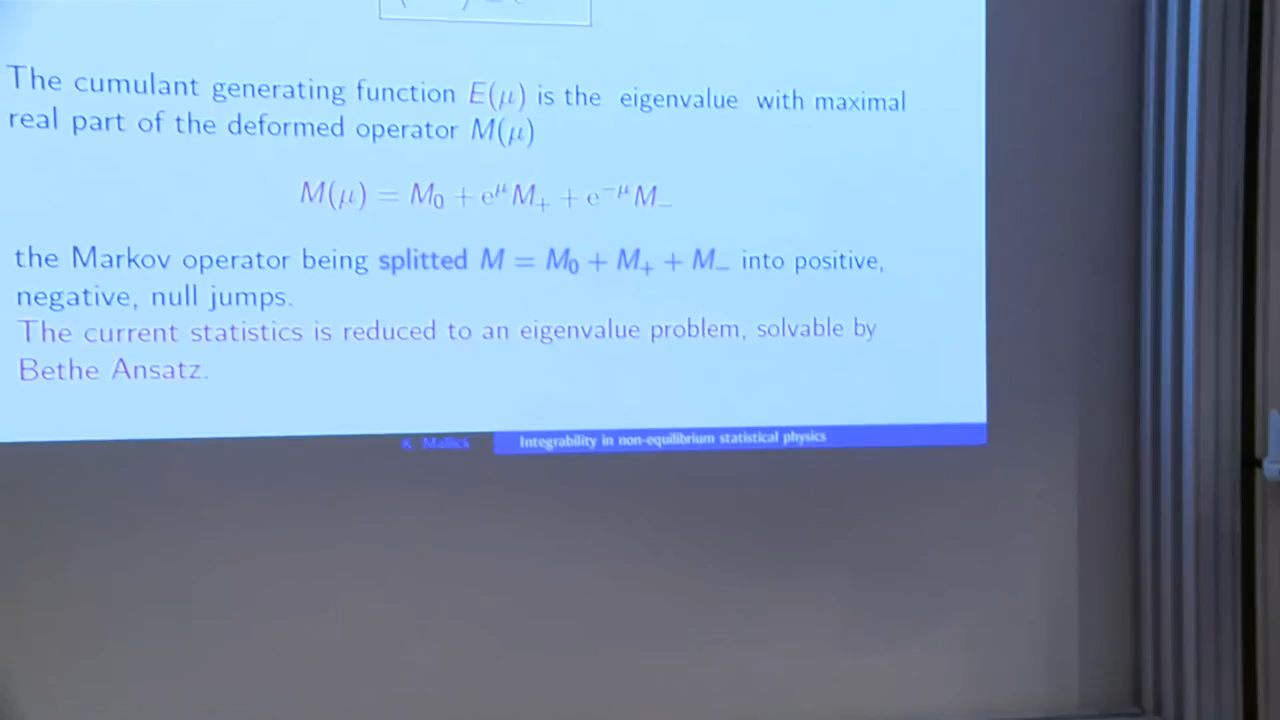 The cumulant generating function E(μ) is the eigenvalue with maximal
real part of the deformed operator M(μ)
M(μ) = M₀ + e^μ M₊ + e^−μ M₋
the Markov operator being splitted M = M₀ + M₊ + M₋ into positive,
negative, null jumps.
The current statistics is reduced to an eigenvalue problem, solvable by
Bethe Ansatz.
K. Mallick Integrability in non-equilibrium statistical physics